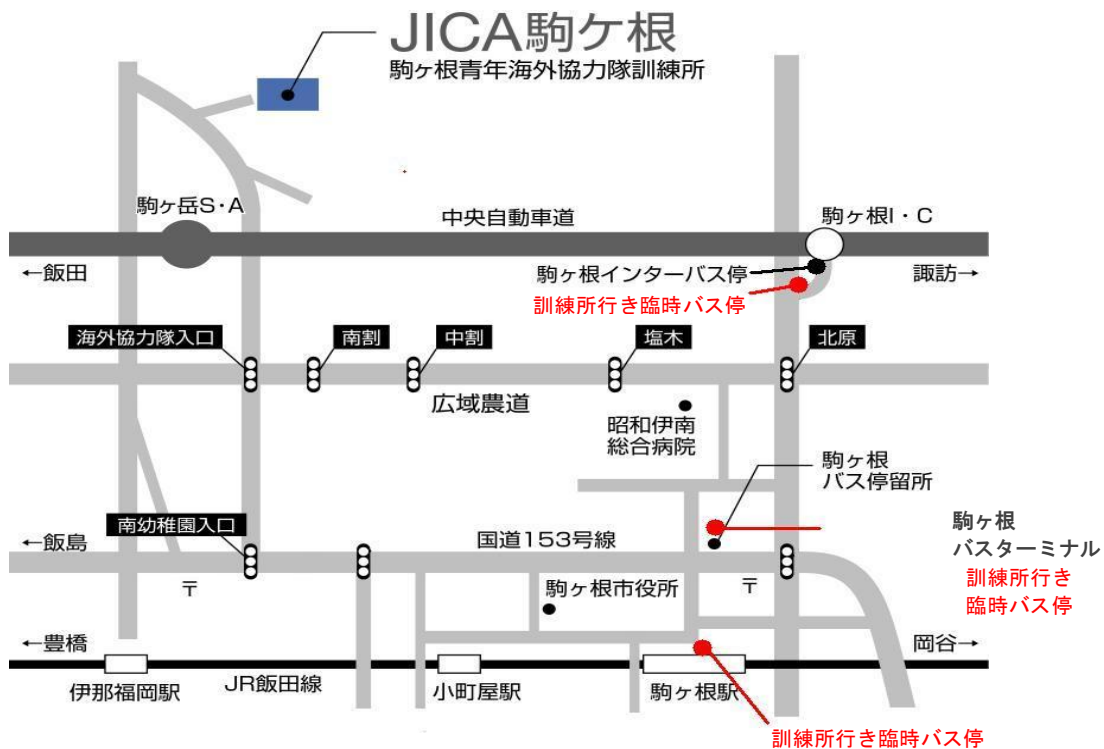 JICA駒ケ根
駒ヶ根青年海外協力隊訓練所
駒ヶ岳S・A
中央自動車道
駒ヶ根I・C
←飯田
駒ヶ根インターバス停
諏訪→
訓練所行き臨時バス停
海外協力隊入口
南割
中割
塩木
北原
広域農道
昭和伊南
総合病院
駒ヶ根
バス停留所
南幼稚園入口
←飯島
国道153号線
駒ヶ根
バスターミナル
訓練所行き
臨時バス停
〒
駒ヶ根市役所
〒
←豊橋
岡谷→
伊那福岡駅
JR飯田線
小町屋駅
駒ヶ根駅
訓練所行き臨時バス停